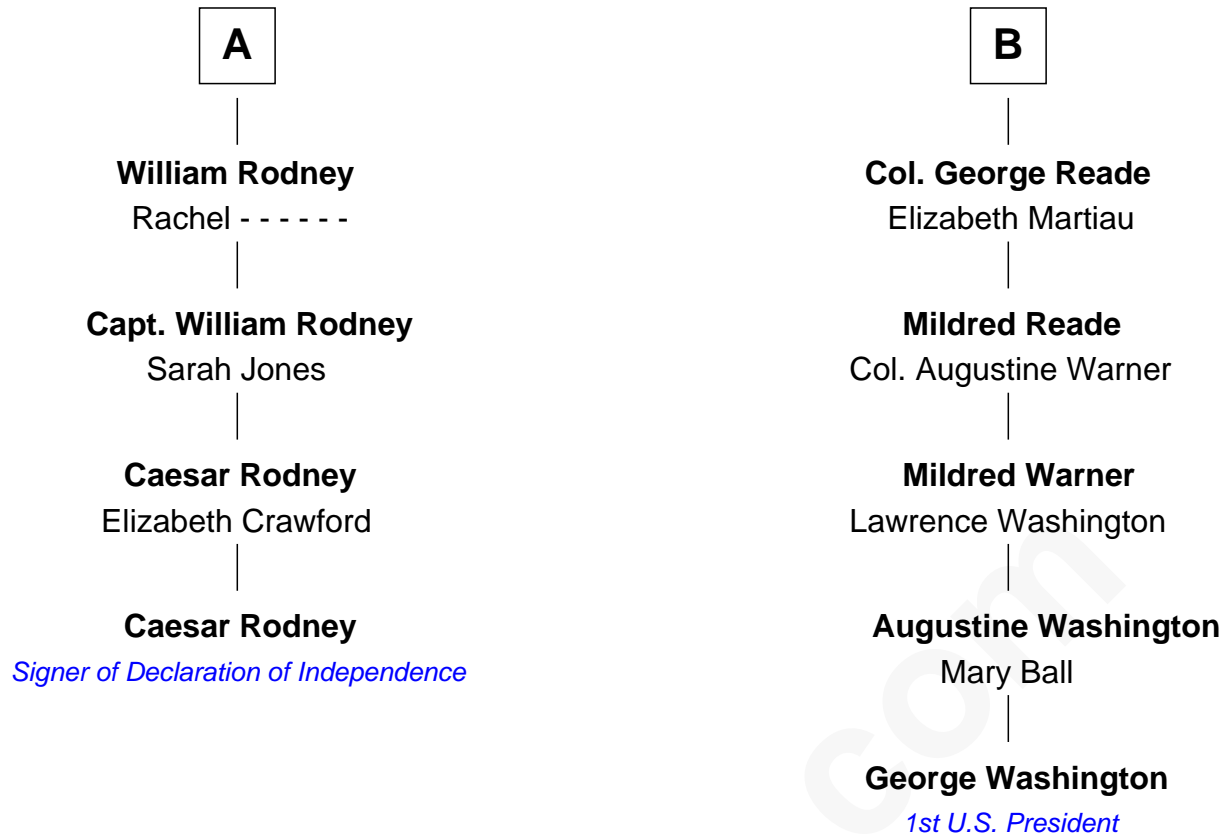 A
William Rodney
Rachel - - - - - -
Capt. William Rodney
Sarah Jones
Caesar Rodney
Elizabeth Crawford
Caesar Rodney
Signer of Declaration of Independence
B
Col. George Reade
Elizabeth Martiau
Mildred Reade
Col. Augustine Warner
Mildred Warner
Lawrence Washington
Augustine Washington
Mary Ball
George Washington
1st U.S. President
com